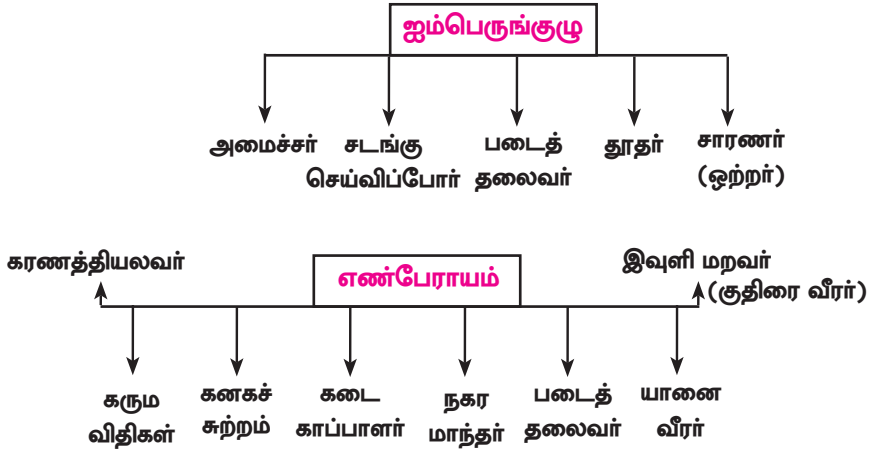 ஐம்பெருங்குழு
அமைச்சர்
சடங்கு
செய்விப்போர்
படைத்
தலைவர்
தூதர்
சாரணர்
(ஒற்றர்)
எண்பேராயம்
கரணத்தியலவர்
கரும
விதிகள்
கனகச்
சுற்றம்
கடை
காப்பாளர்
நகர
மாந்தர்
படைத்
தலைவர்
யானை
வீரர்
இவுளி மறவர்
(குதிரை வீரர்)